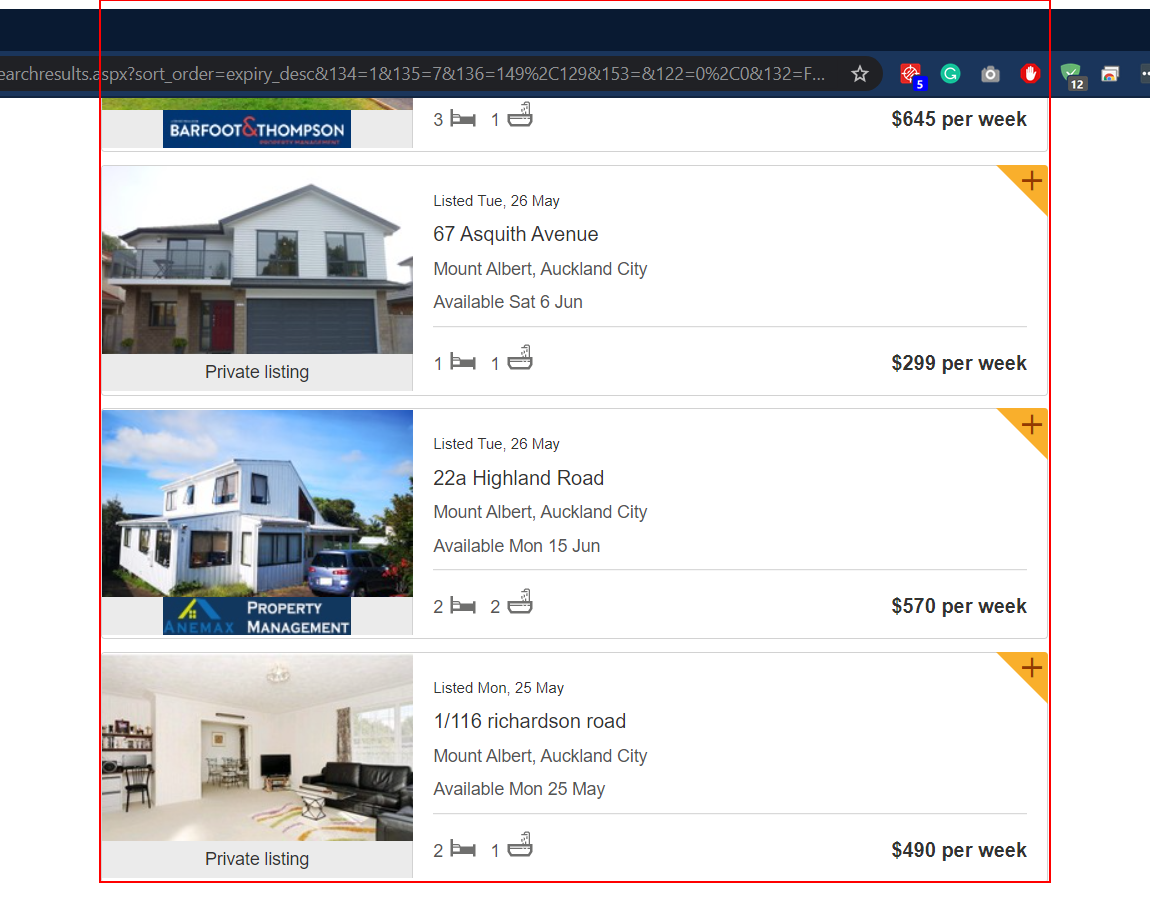 earchresults.aspx?sort_order=expiry_desc&134=1&135=7&136=149%2C129&153=&122=0%2C0&132=F...
5
12
BARFOOT&THOMPSON
PROPERTY MANAGEMENT
3 1 $645 per week
Listed Tue, 26 May
67 Asquith Avenue
Mount Albert, Auckland City
Available Sat 6 Jun
1 1 $299 per week
Private listing
Listed Tue, 26 May
22a Highland Road
Mount Albert, Auckland City
Available Mon 15 Jun
2 2 $570 per week
ANEMAX PROPERTY
MANAGEMENT
Listed Mon, 25 May
1/116 richardson road
Mount Albert, Auckland City
Available Mon 25 May
2 1 $490 per week
Private listing